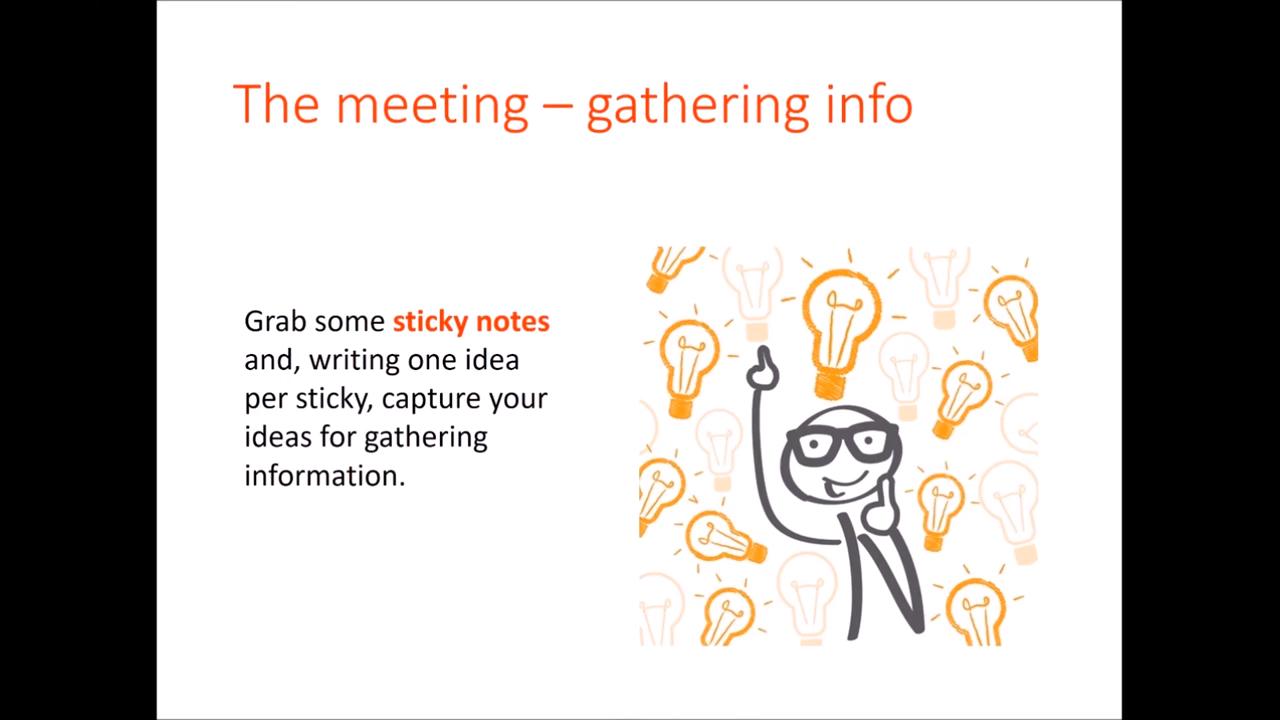 The meeting – gathering info
Grab some sticky notes
and, writing one idea
per sticky, capture your
ideas for gathering
information.